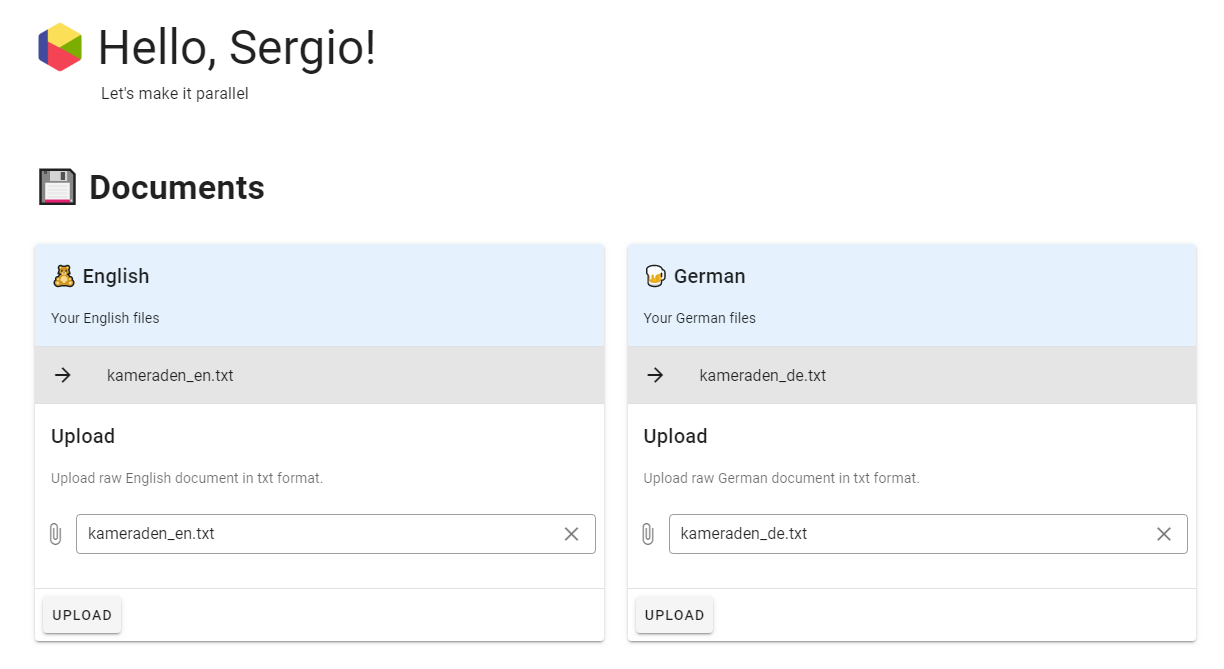 Hello, Sergio!
Let's make it parallel
Documents
English
Your English files
kameraden_en.txt
Upload
Upload raw English document in txt format.
kameraden_en.txt
UPLOAD
German
Your German files
kameraden_de.txt
Upload
Upload raw German document in txt format.
kameraden_de.txt
UPLOAD